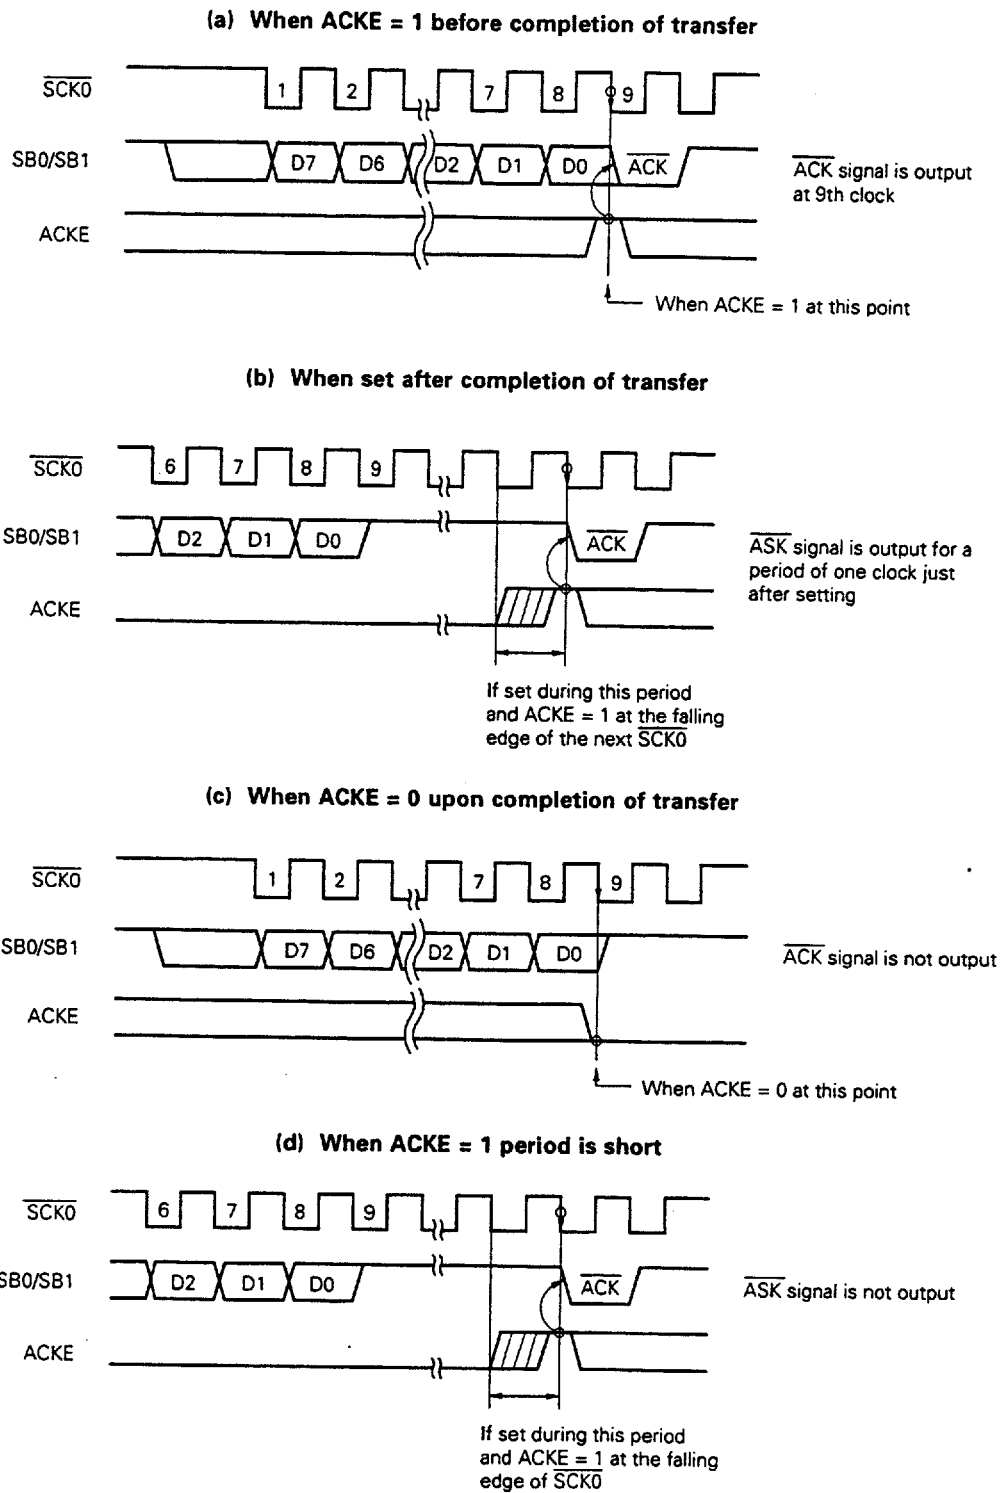 (a) When ACKE = 1 before completion of transfer
SCK0
1 2 7 8 9
SB0/SB1
D7 D6 D2 D1 D0 ACK
ACK signal is output
at 9th clock
ACKE
When ACKE = 1 at this point
(b) When set after completion of transfer
SCK0
6 7 8 9
SB0/SB1
D2 D1 D0 ACK
ASK signal is output for a
period of one clock just
after setting
ACKE
If set during this period
and ACKE = 1 at the falling
edge of the next SCK0
(c) When ACKE = 0 upon completion of transfer
SCK0
1 2 7 8 9
SB0/SB1
D7 D6 D2 D1 D0
ACK signal is not output
ACKE
When ACKE = 0 at this point
(d) When ACKE = 1 period is short
SCK0
6 7 8 9
SB0/SB1
D2 D1 D0 ACK
ASK signal is not output
ACKE
If set during this period
and ACKE = 1 at the falling
edge of SCK0